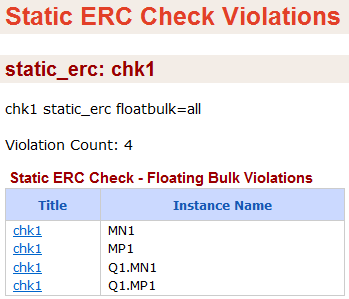 Static ERC Check Violations
static_erc: chk1
chk1 static_erc floatbulk=all
Violation Count: 4
Static ERC Check - Floating Bulk Violations
Title Instance Name
chk1 MN1
chk1 MP1
chk1 Q1.MN1
chk1 Q1.MP1